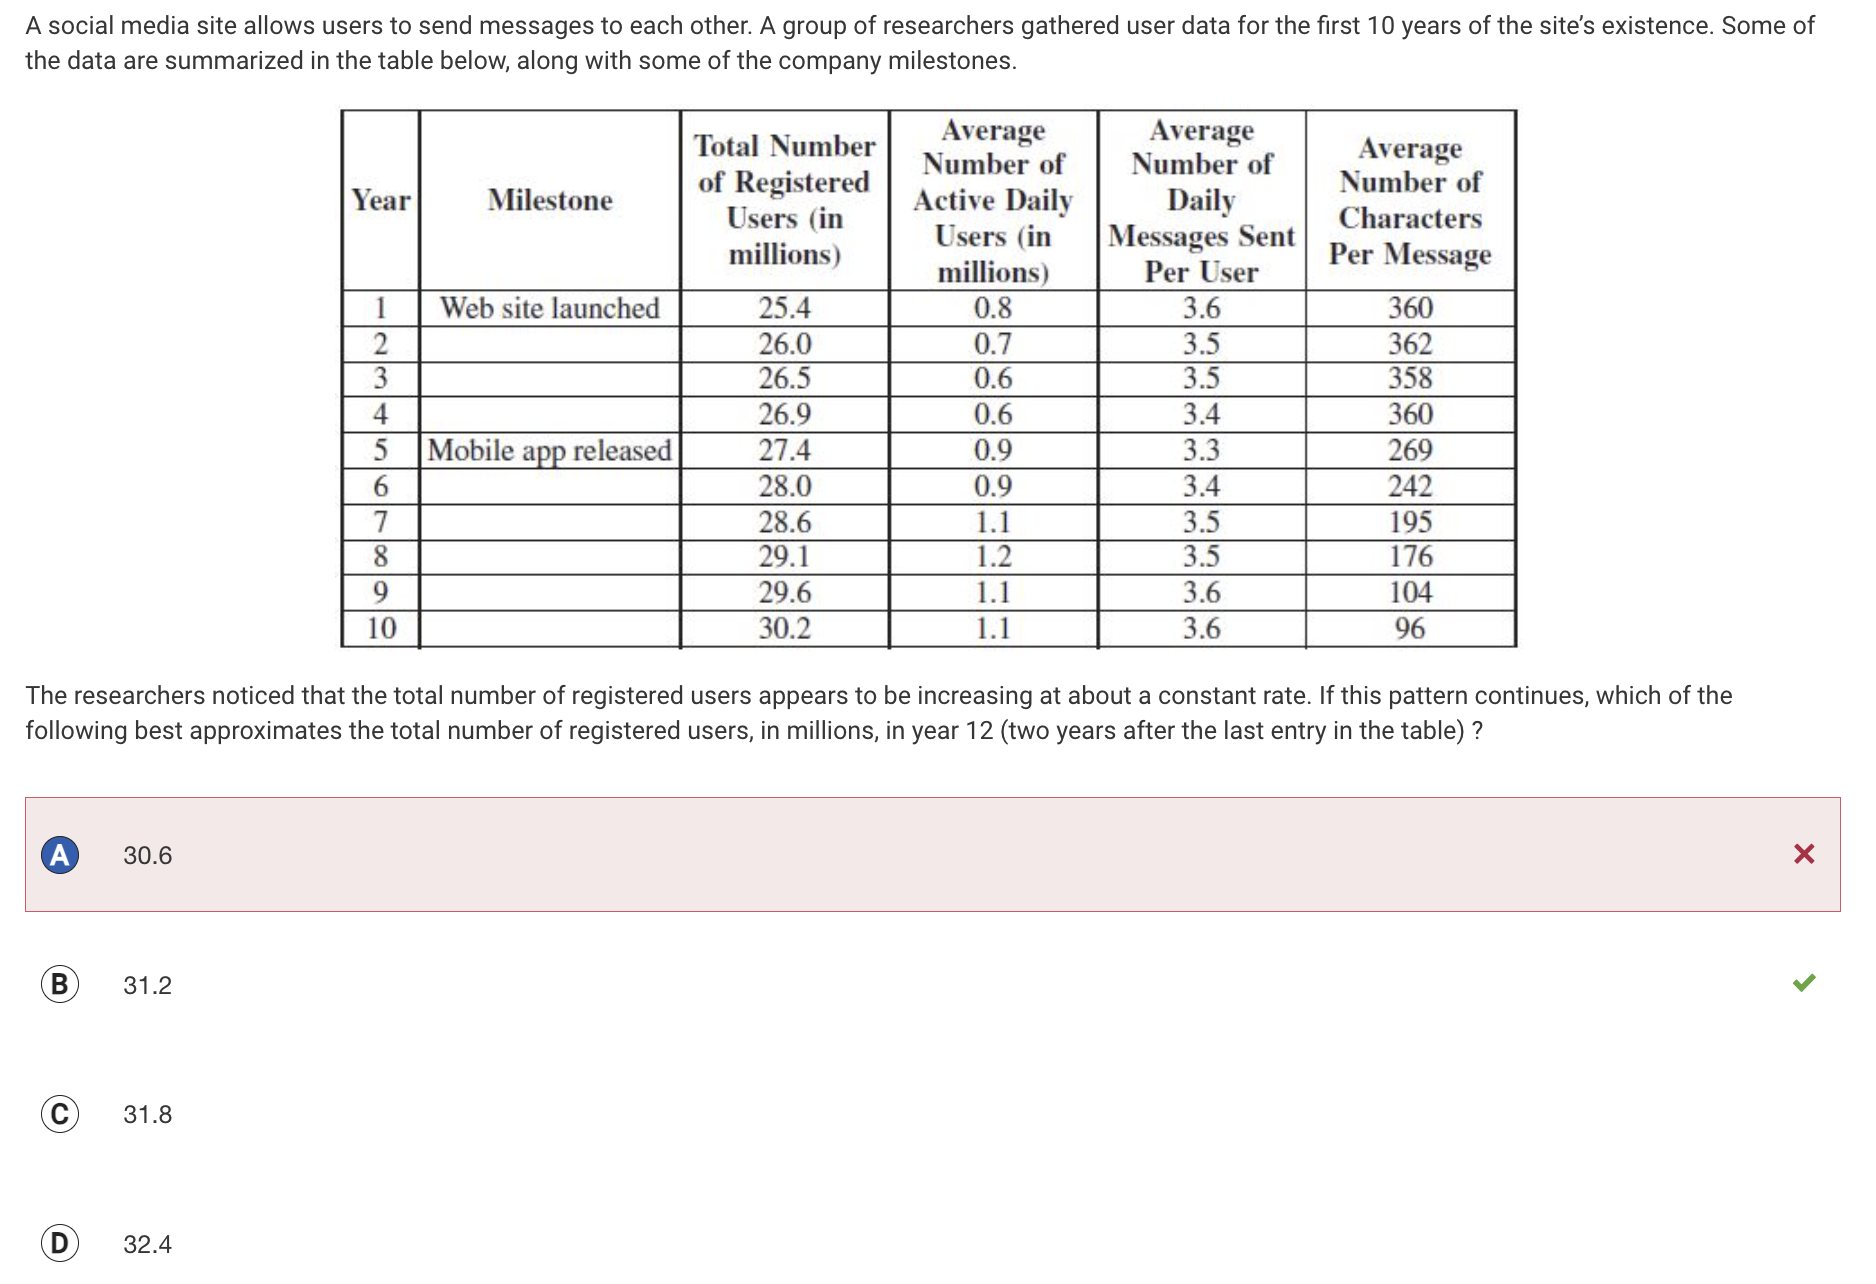 A social media site allows users to send messages to each other. A group of researchers gathered user data for the first 10 years of the site’s existence. Some of
the data are summarized in the table below, along with some of the company milestones.
Year Milestone Total Number of Registered Users (in millions) Average Number of Active Daily Users (in millions) Average Number of Daily Messages Sent Per User Average Number of Characters Per Message
1 Web site launched 25.4 0.8 3.6 360
2 26.0 0.7 3.5 362
3 26.5 0.6 3.5 358
4 26.9 0.6 3.4 360
5 Mobile app released 27.4 0.9 3.3 269
6 28.0 0.9 3.4 242
7 28.6 1.1 3.5 195
8 29.1 1.2 3.5 176
9 29.6 1.1 3.6 104
10 30.2 1.1 3.6 96
The researchers noticed that the total number of registered users appears to be increasing at about a constant rate. If this pattern continues, which of the
following best approximates the total number of registered users, in millions, in year 12 (two years after the last entry in the table) ?
A 30.6
B 31.2
C 31.8
D 32.4